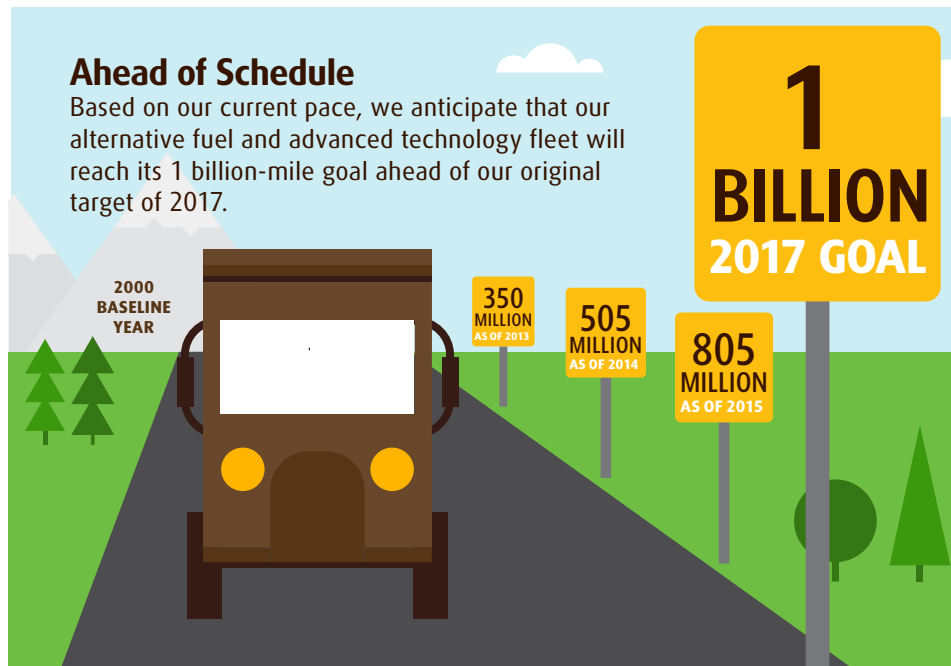 Ahead of Schedule
Based on our current pace, we anticipate that our
alternative fuel and advanced technology fleet will
reach its 1 billion-mile goal ahead of our original
target of 2017.
2000
BASELINE
YEAR
350
MILLION
AS OF 2013
505
MILLION
AS OF 2014
805
MILLION
AS OF 2015
1
BILLION
2017 GOAL